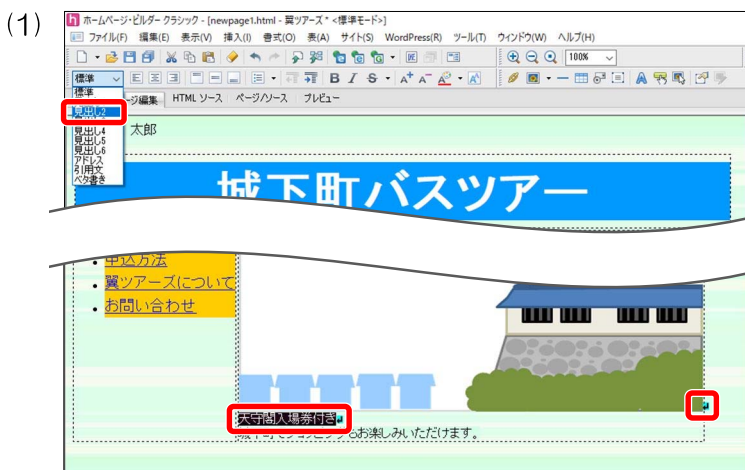 (1)
ホームページ・ビルダー クラシック - [newpage1.html - 翼ツアーズ * <標準モード>]
ファイル(F) 編集(E) 表示(V) 挿入(I) 書式(O) 表(A) サイト(S) WordPress(R) ツール(T) ウィンドウ(W) ヘルプ(H)
100%
標準 B I S A+ A- A A
標準
ページ編集 HTML ソース ページ/ソース プレビュー
見出し2
見出し4
見出し5
見出し6
アドレス
引用文
ベタ書き
太郎
城下町バスツアー
申込方法
翼ツアーズについて
お問い合わせ
天守閣入場券付き
お楽しみいただけます。